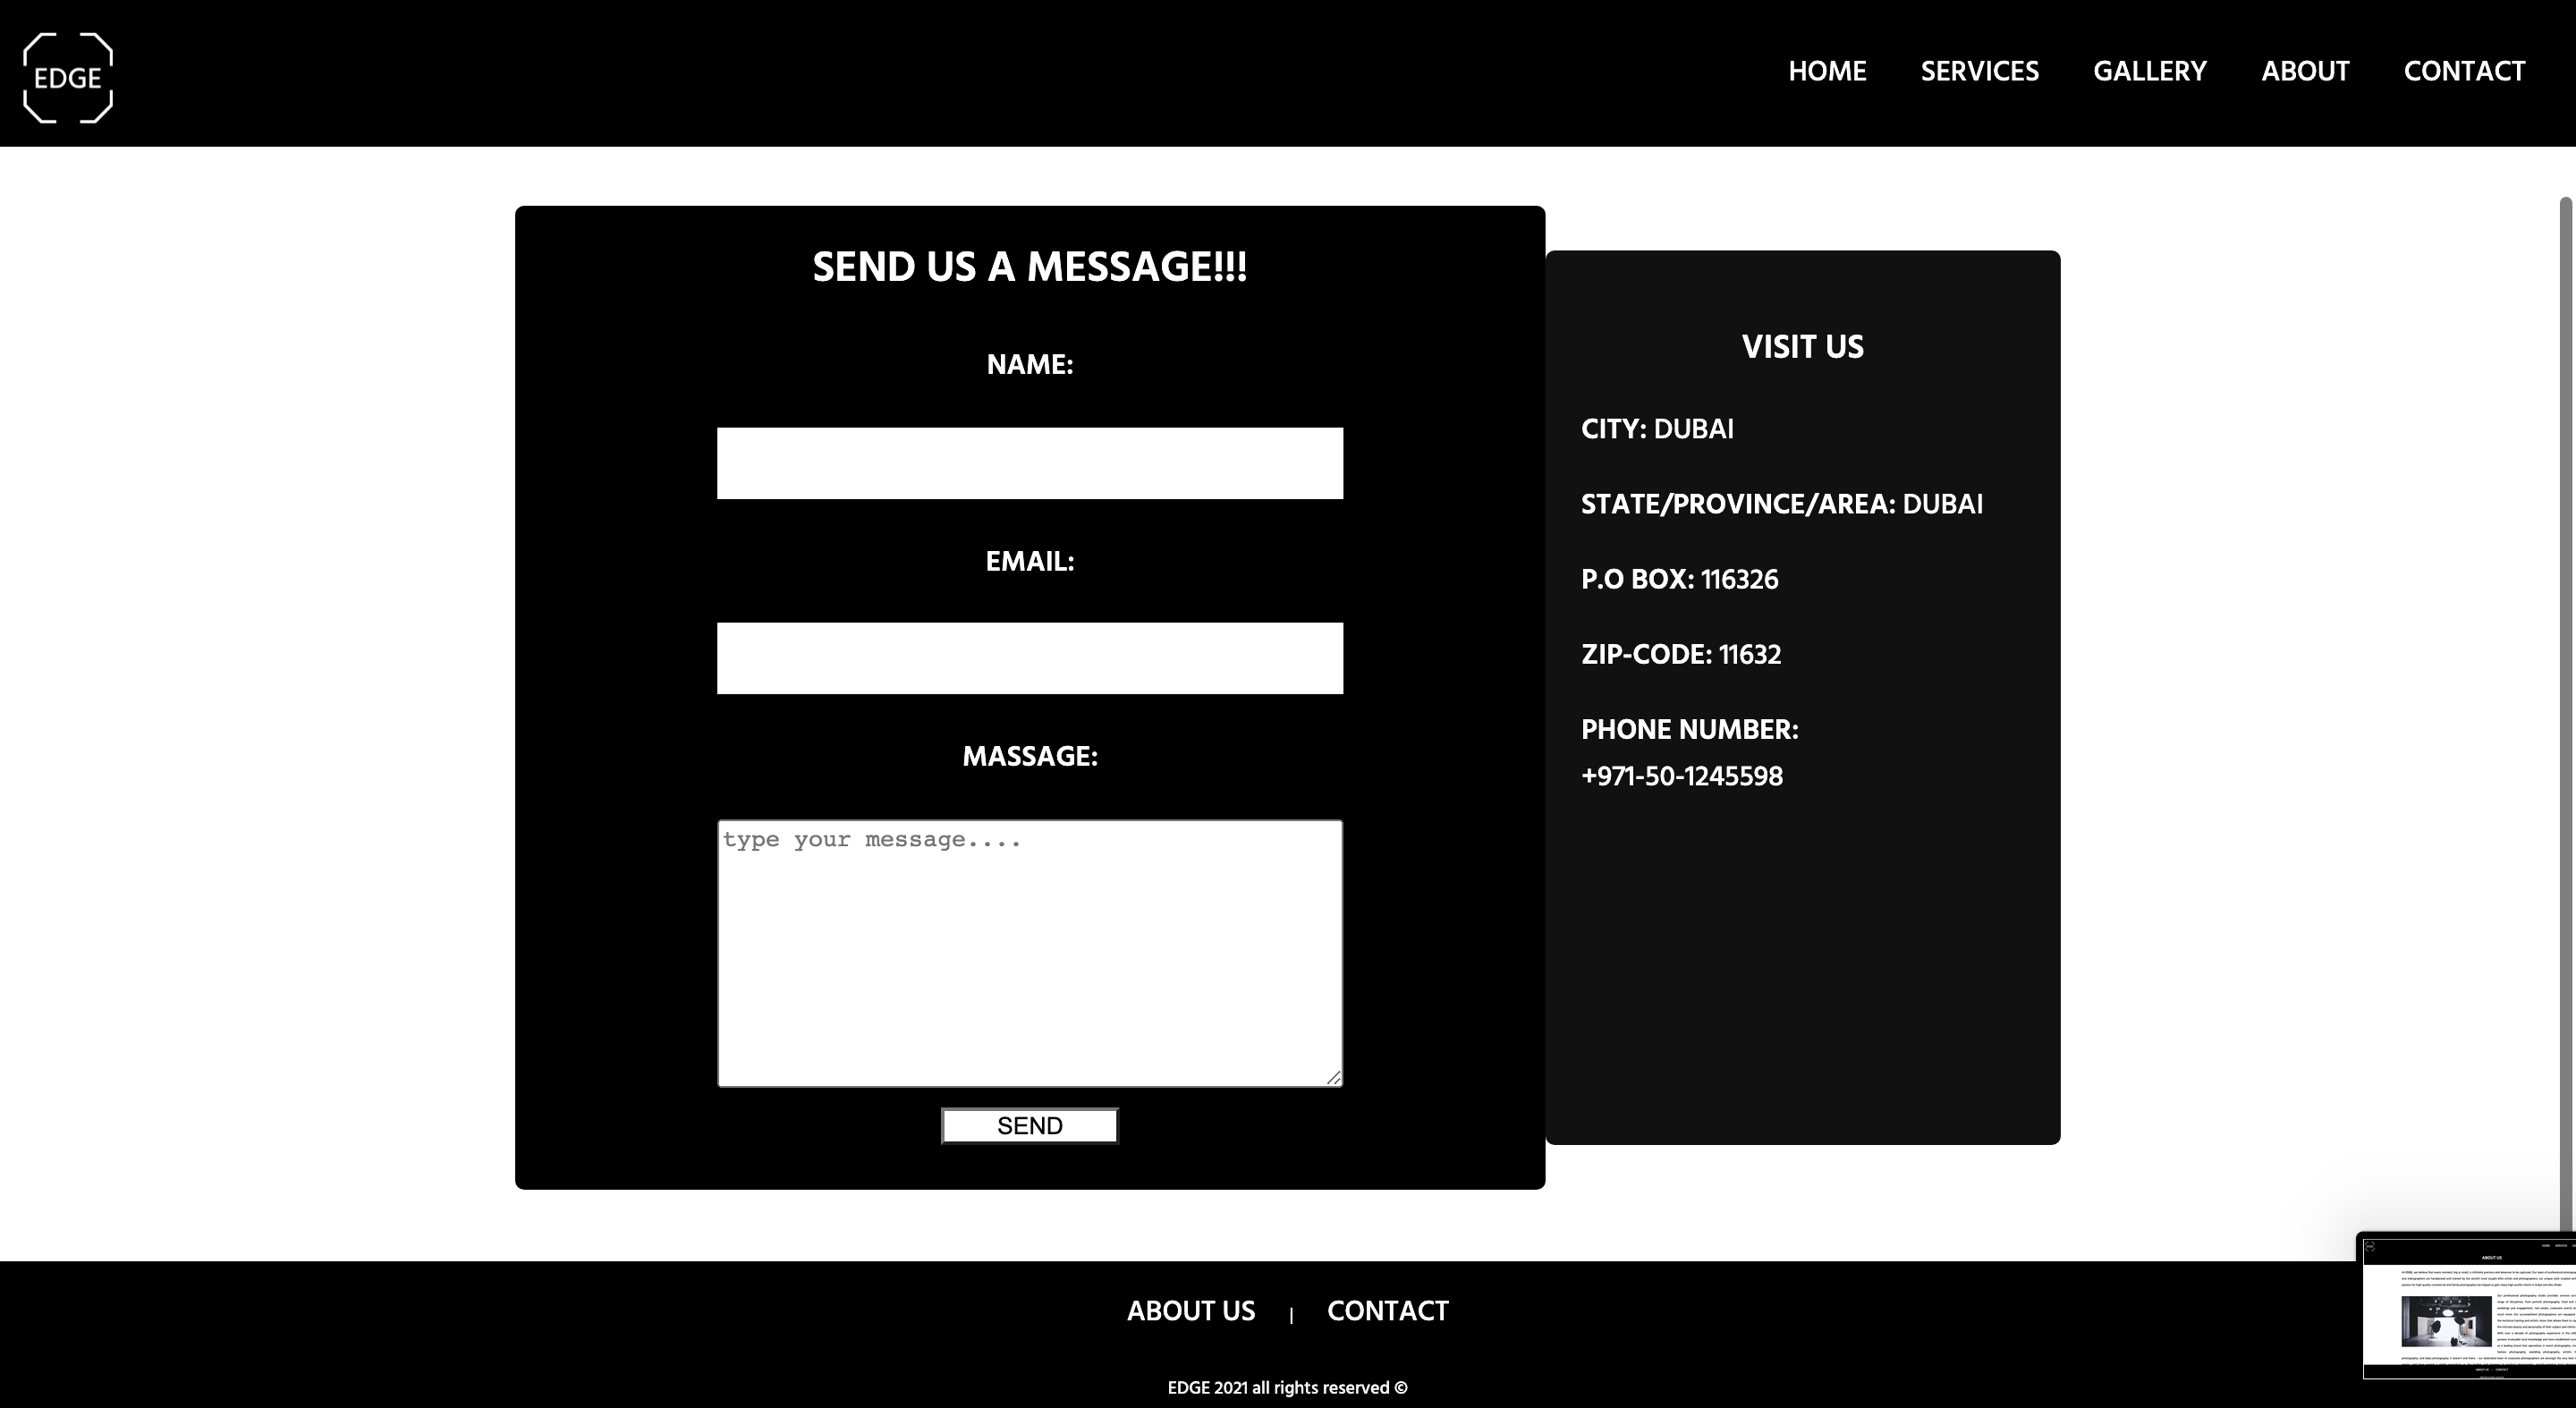 EDGE
HOME SERVICES GALLERY ABOUT CONTACT
SEND US A MESSAGE!!!
NAME:
EMAIL:
MASSAGE:
type your message....
SEND
VISIT US
CITY: DUBAI
STATE/PROVINCE/AREA: DUBAI
P.O BOX: 116326
ZIP-CODE: 11632
PHONE NUMBER:
+971-50-1245598
ABOUT US | CONTACT
EDGE 2021 all rights reserved ©
ABOUT US